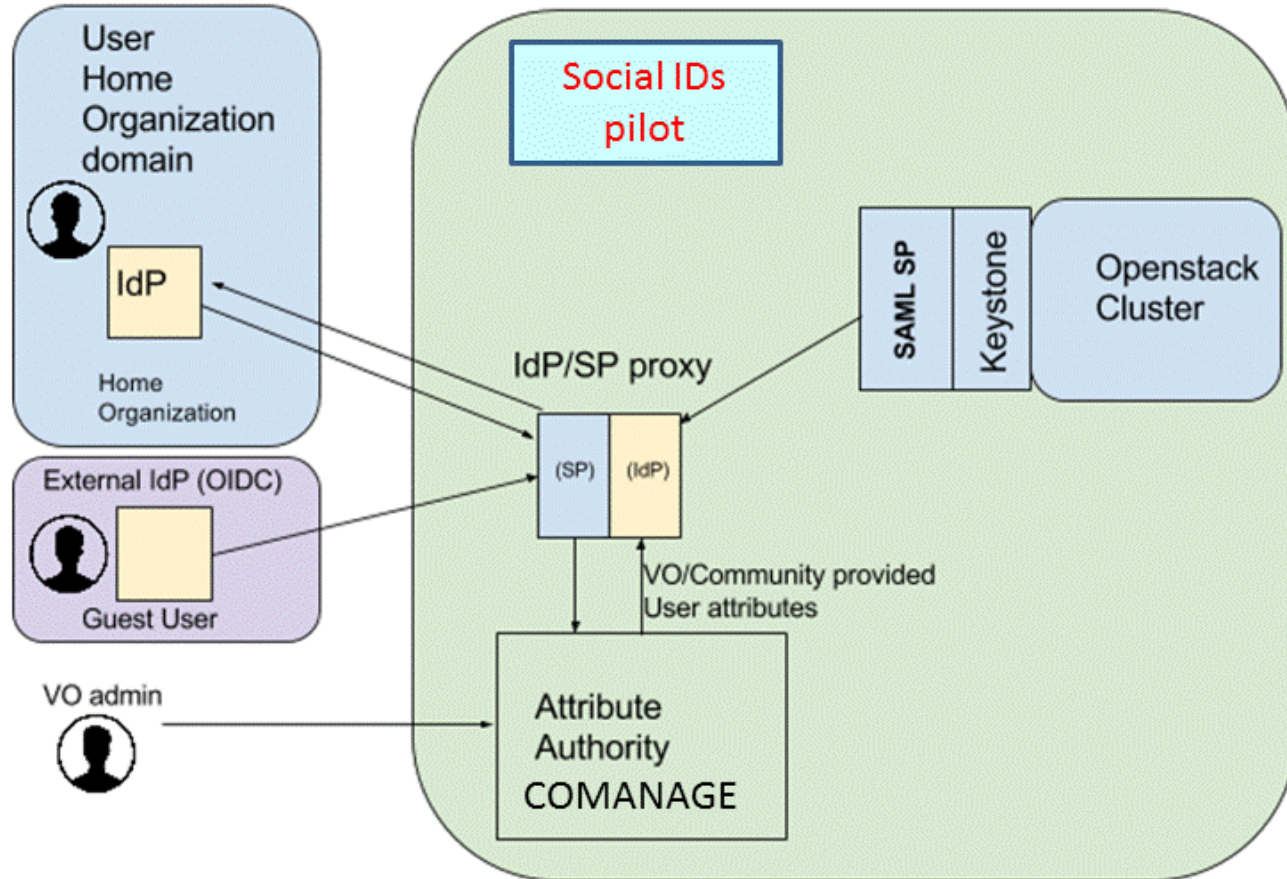 User
Home
Organization
domain
IdP
Home
Organization
External IdP (OIDC)
Guest User
VO admin
Social IDs
pilot
IdP/SP proxy
(SP)
(IdP)
VO/Community provided
User attributes
Attribute
Authority
COMANAGE
SAML SP
Keystone
Openstack
Cluster